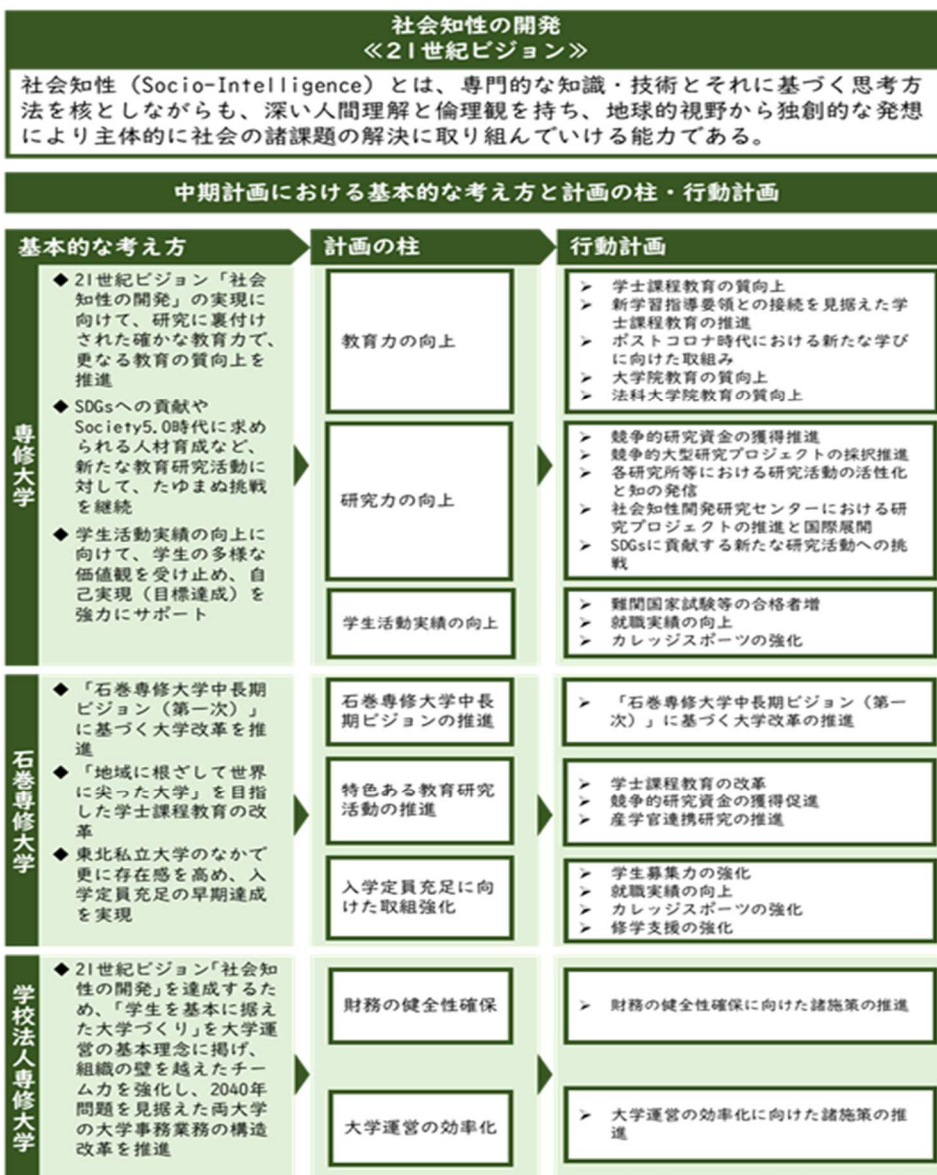 社会知性の開発
≪21世紀ビジョン≫
社会知性（Socio-Intelligence）とは、専門的な知識・技術とそれに基づく思考方
法を核としながらも、深い人間理解と倫理観を持ち、地球的視野から独創的な発想
により主体的に社会の諸課題の解決に取り組んでいける能力である。
中期計画における基本的な考え方と計画の柱・行動計画
基本的な考え方
計画の柱
行動計画
専修大学
◆ 21世紀ビジョン「社会
知性の開発」の実現に
向けて、研究に裏付け
された確かな教育力で、
更なる教育の質向上を
推進
◆ SDGsへの貢献や
Society5.0時代に求め
られる人材育成など、
新たな教育研究活動に
対して、たゆまぬ挑戦
を継続
◆ 学生活動実績の向上に
向けて、学生の多様な
価値観を受け止め、自
己実現（目標達成）を
強力にサポート
教育力の向上
➢ 学士課程教育の質向上
➢ 新学習指導要領との接続を見据えた学
士課程教育の推進
➢ ポストコロナ時代における新たな学び
に向けた取組み
➢ 大学院教育の質向上
➢ 法科大学院教育の質向上
研究力の向上
➢ 競争的研究資金の獲得推進
➢ 競争的大型研究プロジェクトの採択推進
➢ 各研究所等における研究活動の活性化
と知の発信
➢ 社会知性開発研究センターにおける研
究プロジェクトの推進と国際展開
➢ SDGsに貢献する新たな研究活動への挑
戦
学生活動実績の向上
➢ 難関国家試験等の合格者増
➢ 就職実績の向上
➢ カレッジスポーツの強化
石巻専修大学
◆ 「石巻専修大学中長期
ビジョン（第一次）」
に基づく大学改革を推
進
◆ 「地域に根ざして世界
に尖った大学」を目指
した学士課程教育の改
革
◆ 東北私立大学のなかで
更に存在感を高め、入
学定員充足の早期達成
を実現
石巻専修大学中長
期ビジョンの推進
➢ 「石巻専修大学中長期ビジョン（第一
次）」に基づく大学改革の推進
特色ある教育研究
活動の推進
➢ 学士課程教育の改革
➢ 競争的研究資金の獲得促進
➢ 産学官連携研究の推進
入学定員充足に向
けた取組強化
➢ 学生募集力の強化
➢ 就職実績の向上
➢ カレッジスポーツの強化
➢ 修学支援の強化
学校法人専修大学
◆ 21世紀ビジョン「社会知
性の開発」を達成するた
め、「学生を基本に据え
た大学づくり」を大学運
営の基本理念に掲げ、
組織の壁を越えたチー
ム力を強化し、2040年
問題を見据えた両大学
の大学事務業務の構造
改革を推進
財務の健全性確保
➢ 財務の健全性確保に向けた諸施策の推進
大学運営の効率化
➢ 大学運営の効率化に向けた諸施策の推
進